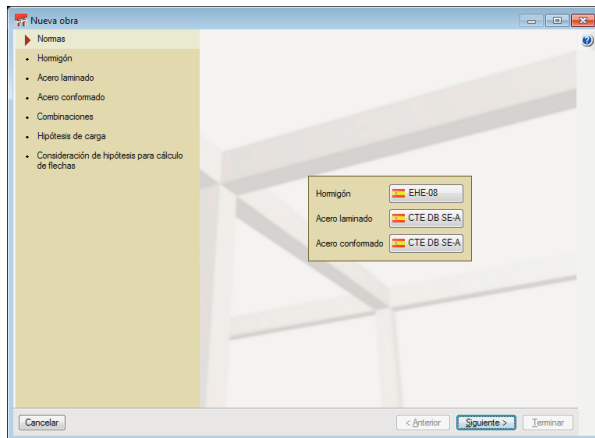 Nueva obra
Normas
Hormigón
Acero laminado
Acero conformado
Combinaciones
Hipótesis de carga
Consideración de hipótesis para cálculo
de flechas
Hormigón EHE-08
Acero laminado CTE DB SE-A
Acero conformado CTE DB SE-A
Cancelar < Anterior Siguiente > Terminar